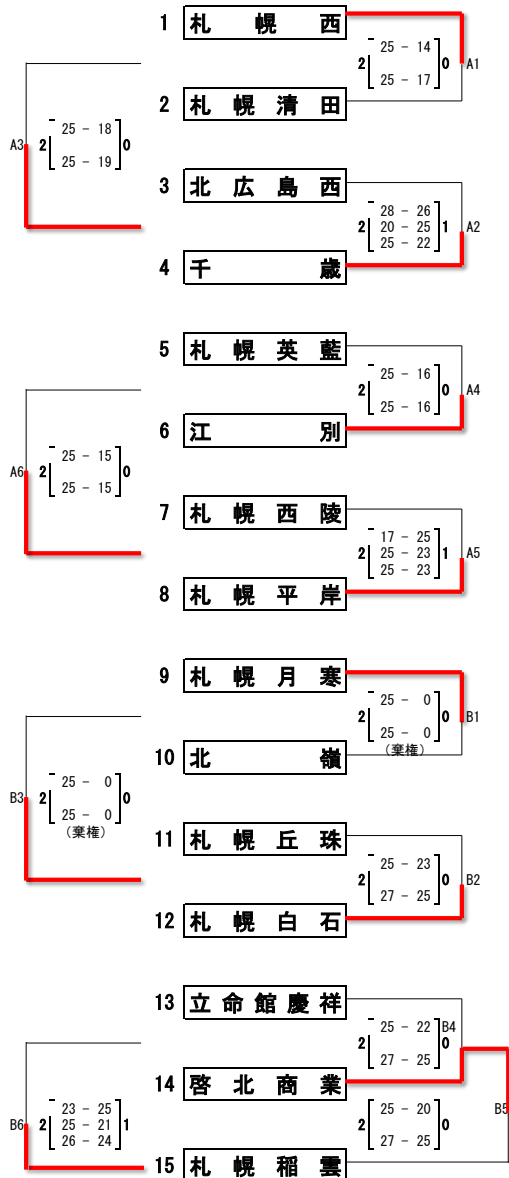 1 札幌西
25 - 14
2 0 A1
25 - 17
2 札幌清田
25 - 18
A3 2 0
25 - 19
3 北広島西
28 - 26
2 20 - 25 1 A2
25 - 22
4 千歳
5 札幌英藍
25 - 16
2 0 A4
25 - 16
6 江別
25 - 15
A6 2 0
25 - 15
7 札幌西陵
17 - 25
2 25 - 23 1 A5
25 - 23
8 札幌平岸
9 札幌月寒
25 - 0
2 0 B1
25 - 0
(棄権)
10 北嶺
25 - 0
B3 2 0
25 - 0
(棄権)
11 札幌丘珠
25 - 23
2 0 B2
27 - 25
12 札幌白石
13 立命館慶祥
25 - 22 B4
2 0
27 - 25
14 啓北商業
23 - 25
B6 2 25 - 21 1
26 - 24
25 - 20 B5
2 0
27 - 25
15 札幌稲雲